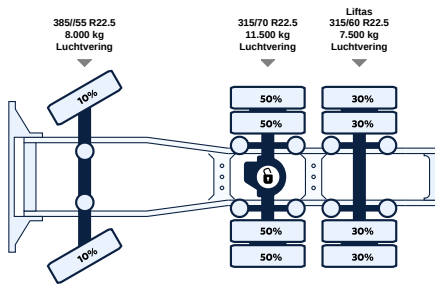 385//55 R22.5
8.000 kg
Luchtvering
315/70 R22.5
11.500 kg
Luchtvering
Liftas
315/60 R22.5
7.500 kg
Luchtvering
10%
50%
30%
50%
30%
50%
30%
10%
50%
30%